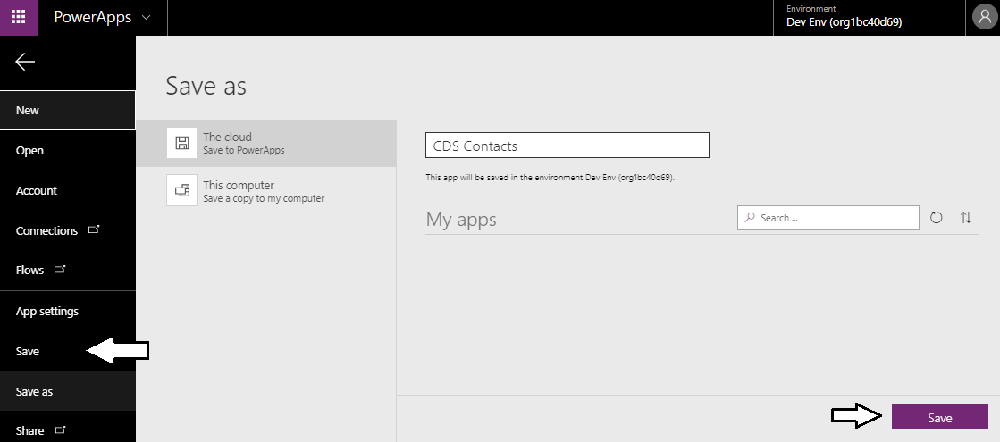 PowerApps
Environment
Dev Env (org1bc40d69)
New
Open
Account
Connections
Flows
App settings
Save
Save as
Share
Save as
The cloud
Save to PowerApps
This computer
Save a copy to my computer
CDS Contacts
This app will be saved in the environment Dev Env (org1bc40d69).
My apps
Search ...
Save